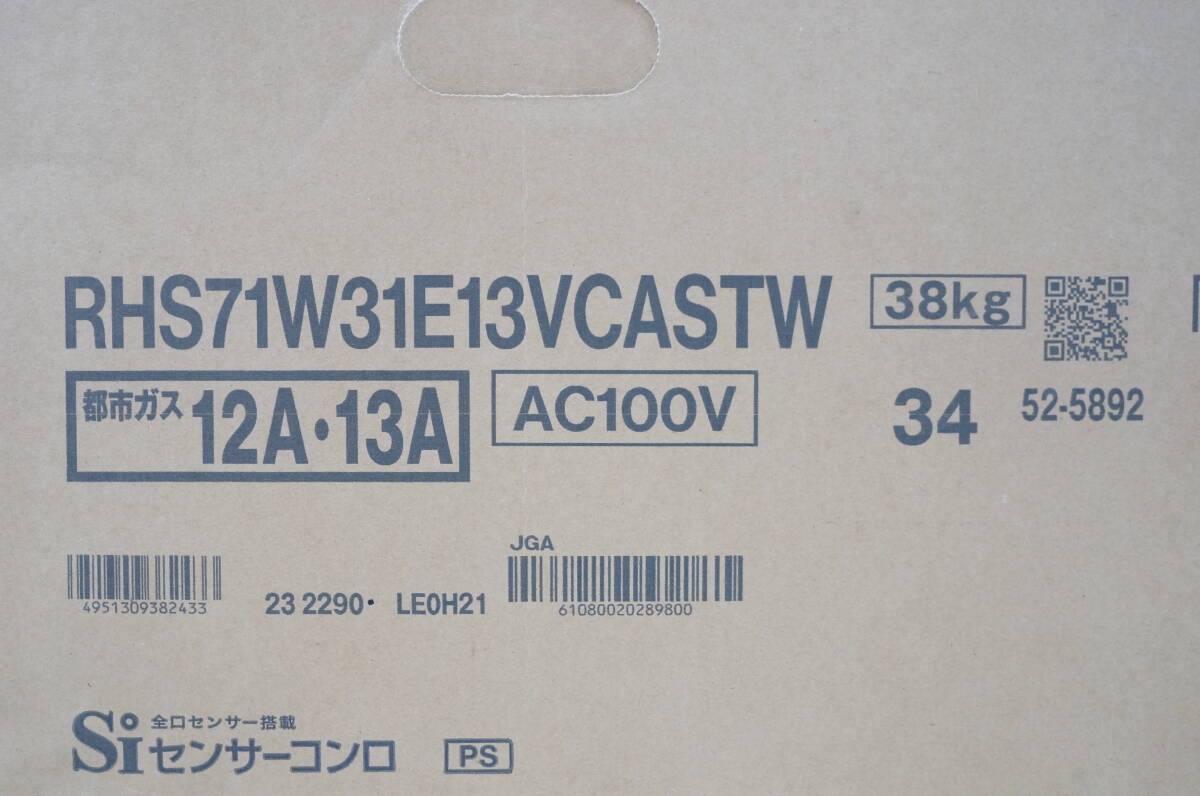 RHS71W31E13VCASTW
38kg
都市ガス 12A・13A
AC100V
34
52-5892
4951309382433
23 2290・ LE0H21
JGA
61080020289800
Si 全口センサー搭載
センサーコンロ
PS